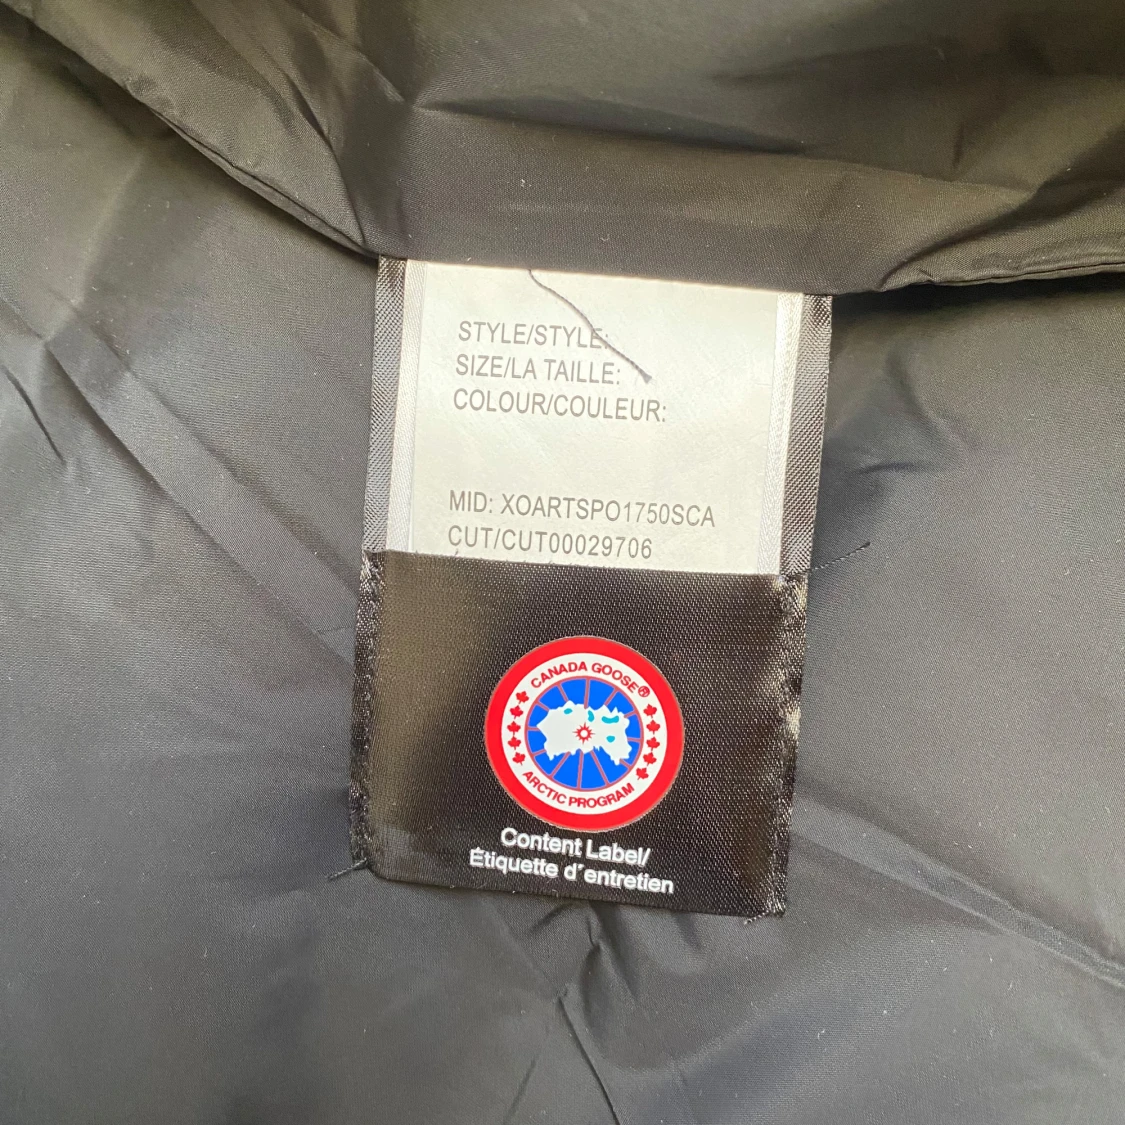 STYLE/STYLE:
SIZE/LA TAILLE:
COLOUR/COULEUR:
MID: XOARTSPO1750SCA
CUT/CUT00029706
CANADA GOOSE®
ARCTIC PROGRAM
Content Label/
Étiquette d´entretien